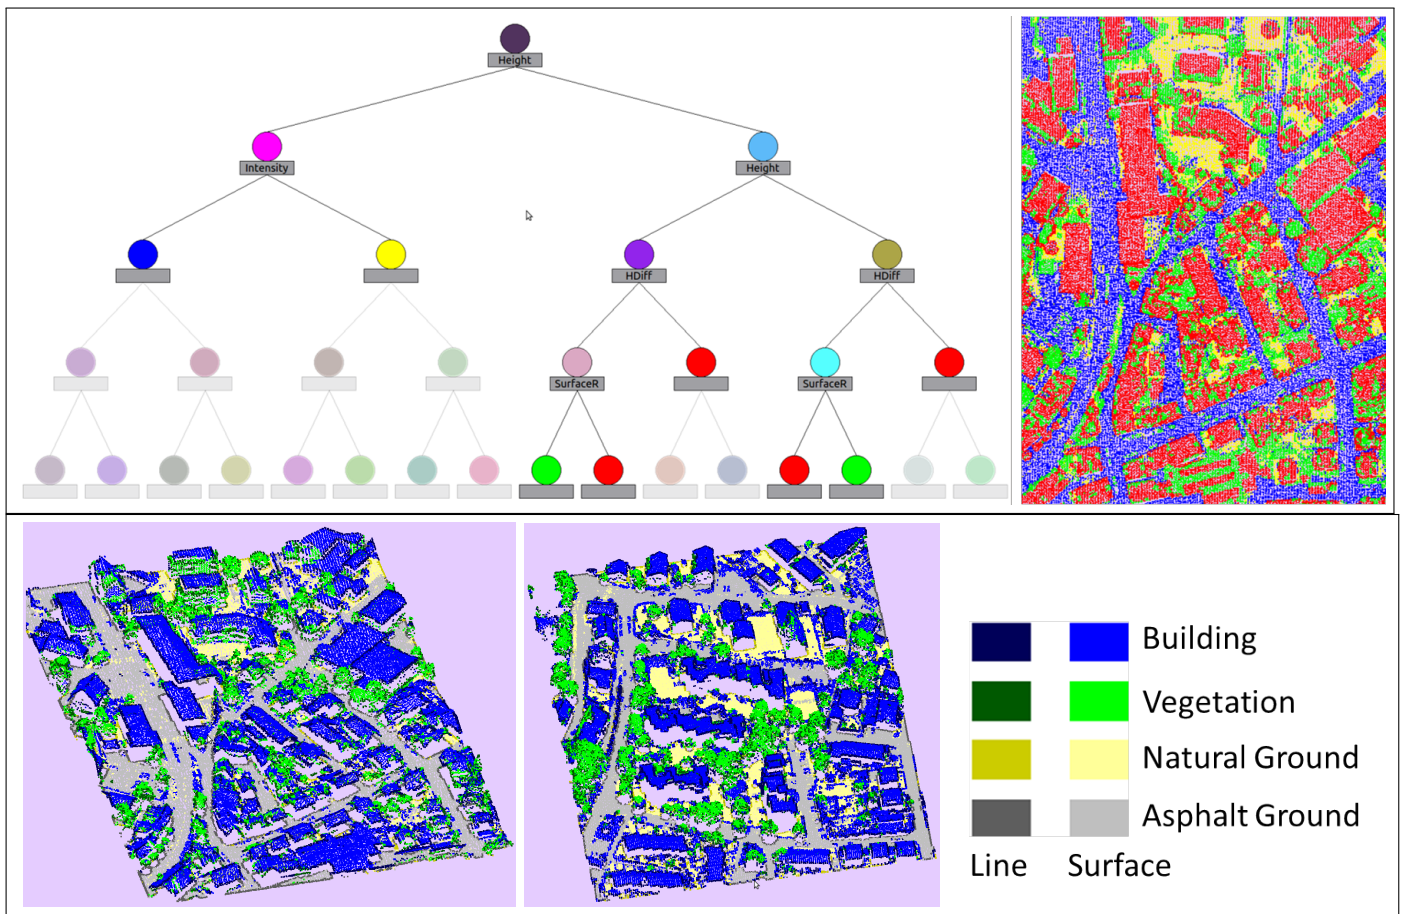 Height
Intensity
Height
HDiff
HDiff
SurfaceR
SurfaceR
Building
Vegetation
Natural Ground
Asphalt Ground
Line Surface